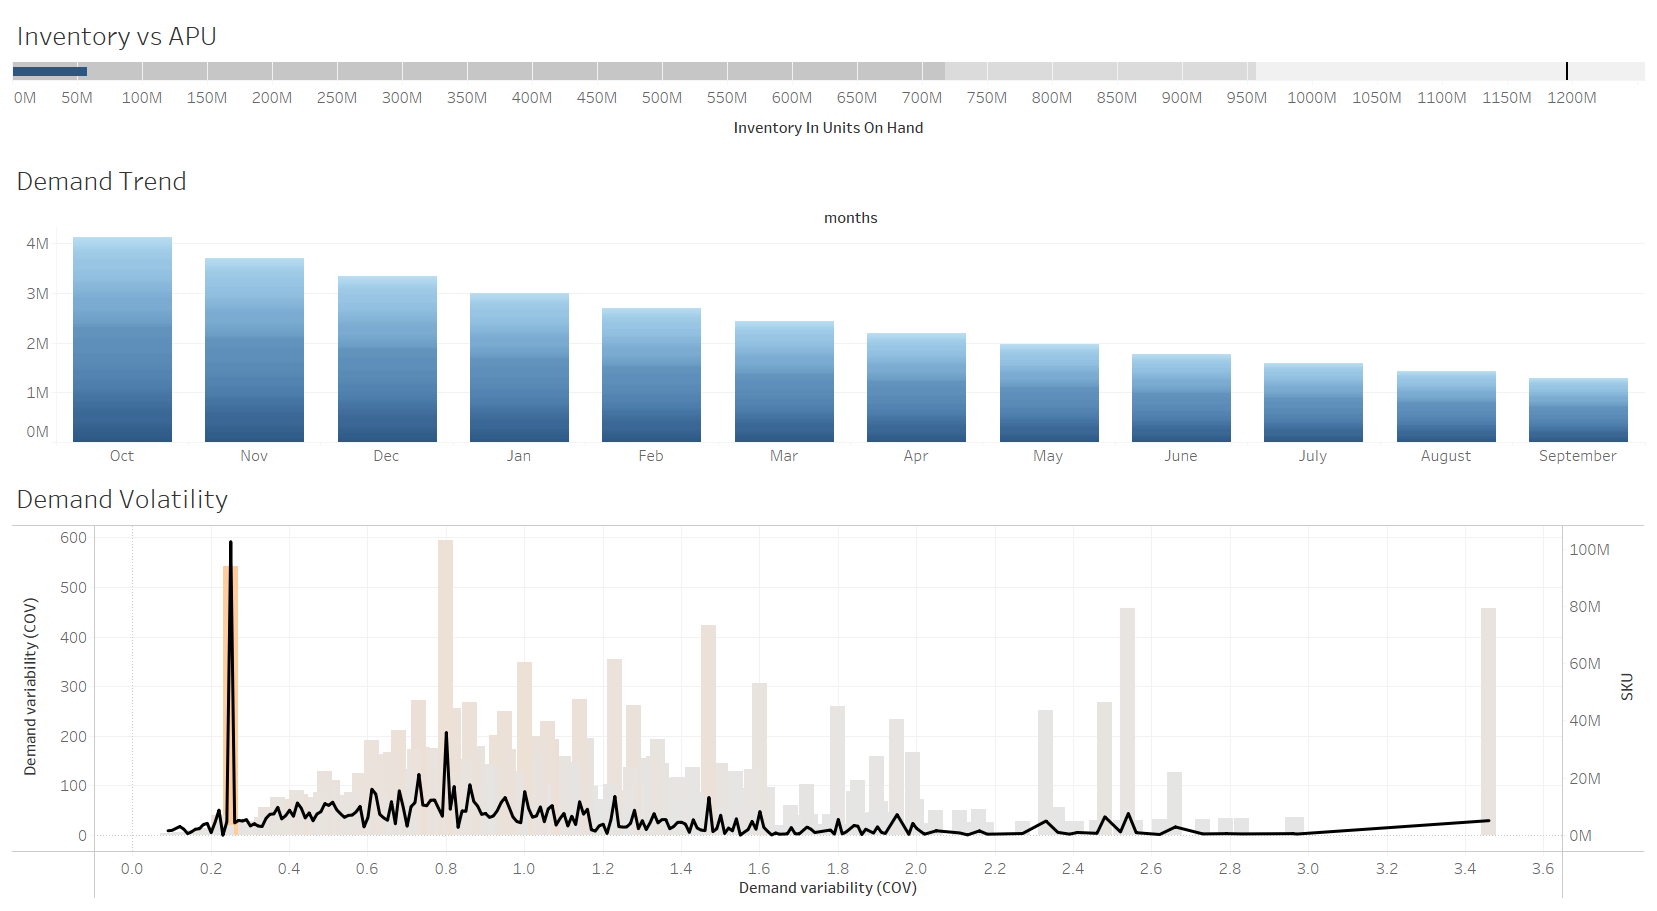 Inventory vs APU
0M 50M 100M 150M 200M 250M 300M 350M 400M 450M 500M 550M 600M 650M 700M 750M 800M 850M 900M 950M 1000M 1050M 1100M 1150M 1200M
Inventory In Units On Hand
Demand Trend
months
4M
3M
2M
1M
0M
Oct Nov Dec Jan Feb Mar Apr May June July August September
Demand Volatility
Demand variability (COV)
600
500
400
300
200
100
0
100M
80M
60M
40M
20M
0M
SKU
0.0 0.2 0.4 0.6 0.8 1.0 1.2 1.4 1.6 1.8 2.0 2.2 2.4 2.6 2.8 3.0 3.2 3.4 3.6
Demand variability (COV)